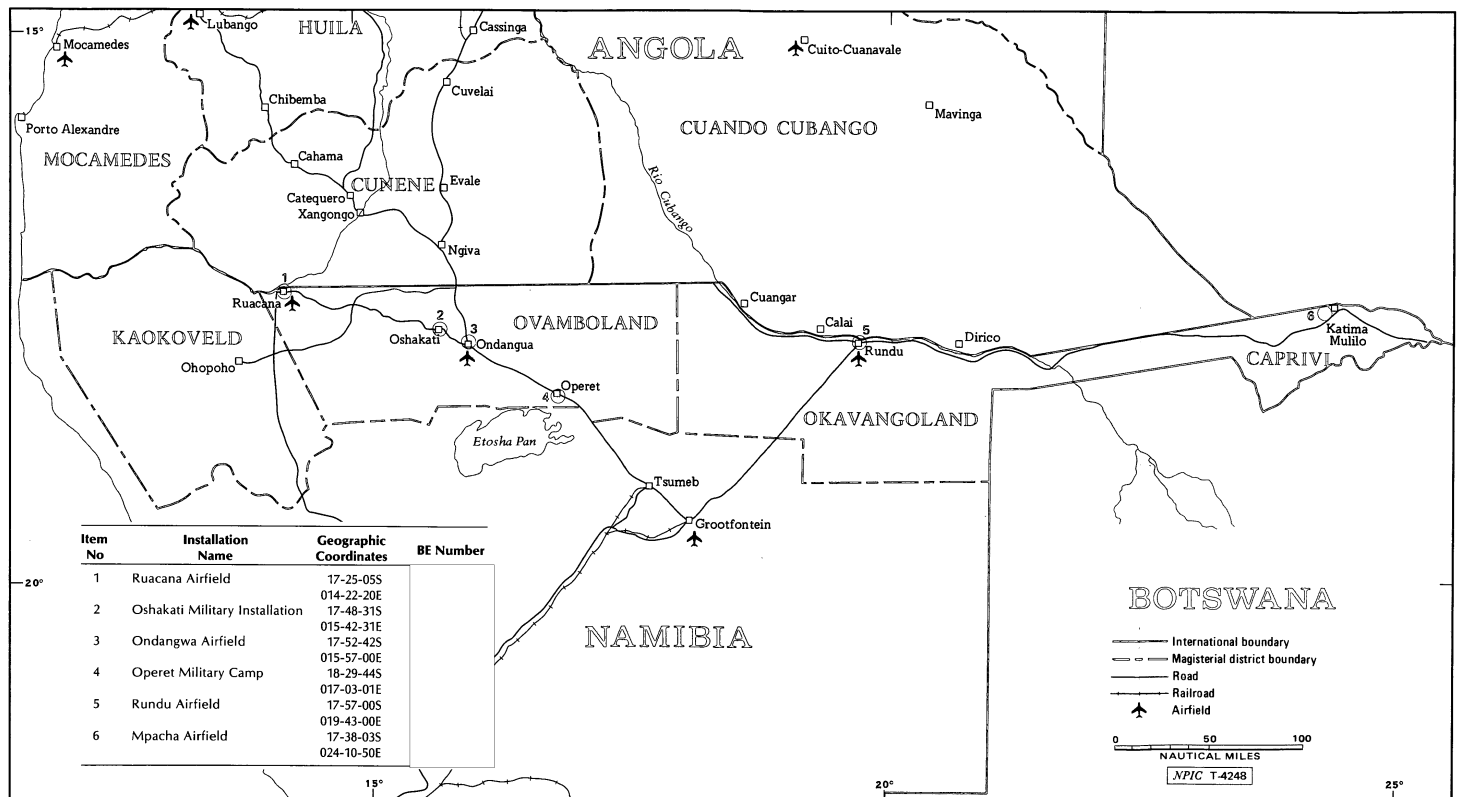 15°
Lubango
HUILA
Cassinga
ANGOLA
Cuito-Cuanavale
Mocamedes
Cuvelai
Chibemba
Mavinga
Porto Alexandre
CUANDO CUBANGO
MOCAMEDES
Cahama
Rio Cubango
CUNENE
Evale
Catequero
Xangongo
Ngiva
1
Ruacana
Cuangar
2
Oshakati
3
Ondangua
OVAMBOLAND
Calai
5
Rundu
Dirico
6
Katima
Mulilo
KAOKOVELD
Ohopoho
CAPRIVI
Operet
4
OKAVANGOLAND
Etosha Pan
Tsumeb
Grootfontein
Item
No
Installation
Name
Geographic
Coordinates
BE Number
1 Ruacana Airfield 17-25-05S
014-22-20E
2 Oshakati Military Installation 17-48-31S
015-42-31E
3 Ondangwa Airfield 17-52-42S
015-57-00E
4 Operet Military Camp 18-29-44S
017-03-01E
5 Rundu Airfield 17-57-00S
019-43-00E
6 Mpacha Airfield 17-38-03S
024-10-50E
20°
NAMIBIA
BOTSWANA
International boundary
Magisterial district boundary
Road
Railroad
Airfield
0 50 100
NAUTICAL MILES
NPIC T-4248
15°
20°
25°